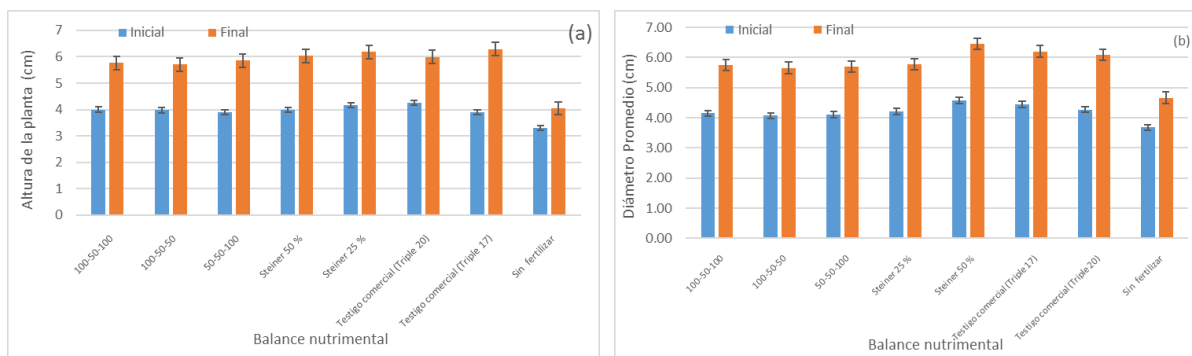 Inicial Final
(a)
Altura de la planta (cm)
7
6
5
4
3
2
1
0
100-50-100
100-50-50
50-50-100
Steiner 50 %
Steiner 25 %
Testigo comercial (Triple 20)
Testigo comercial (Triple 17)
Sin fertilizar
Balance nutrimental
Inicial Final
(b)
Diámetro Promedio (cm)
7.00
6.00
5.00
4.00
3.00
2.00
1.00
0.00
100-50-100
100-50-50
50-50-100
Steiner 25 %
Steiner 50 %
Testigo comercial (Triple 17)
Testigo comercial (Triple 20)
Sin fertilizar
Balance nutrimental